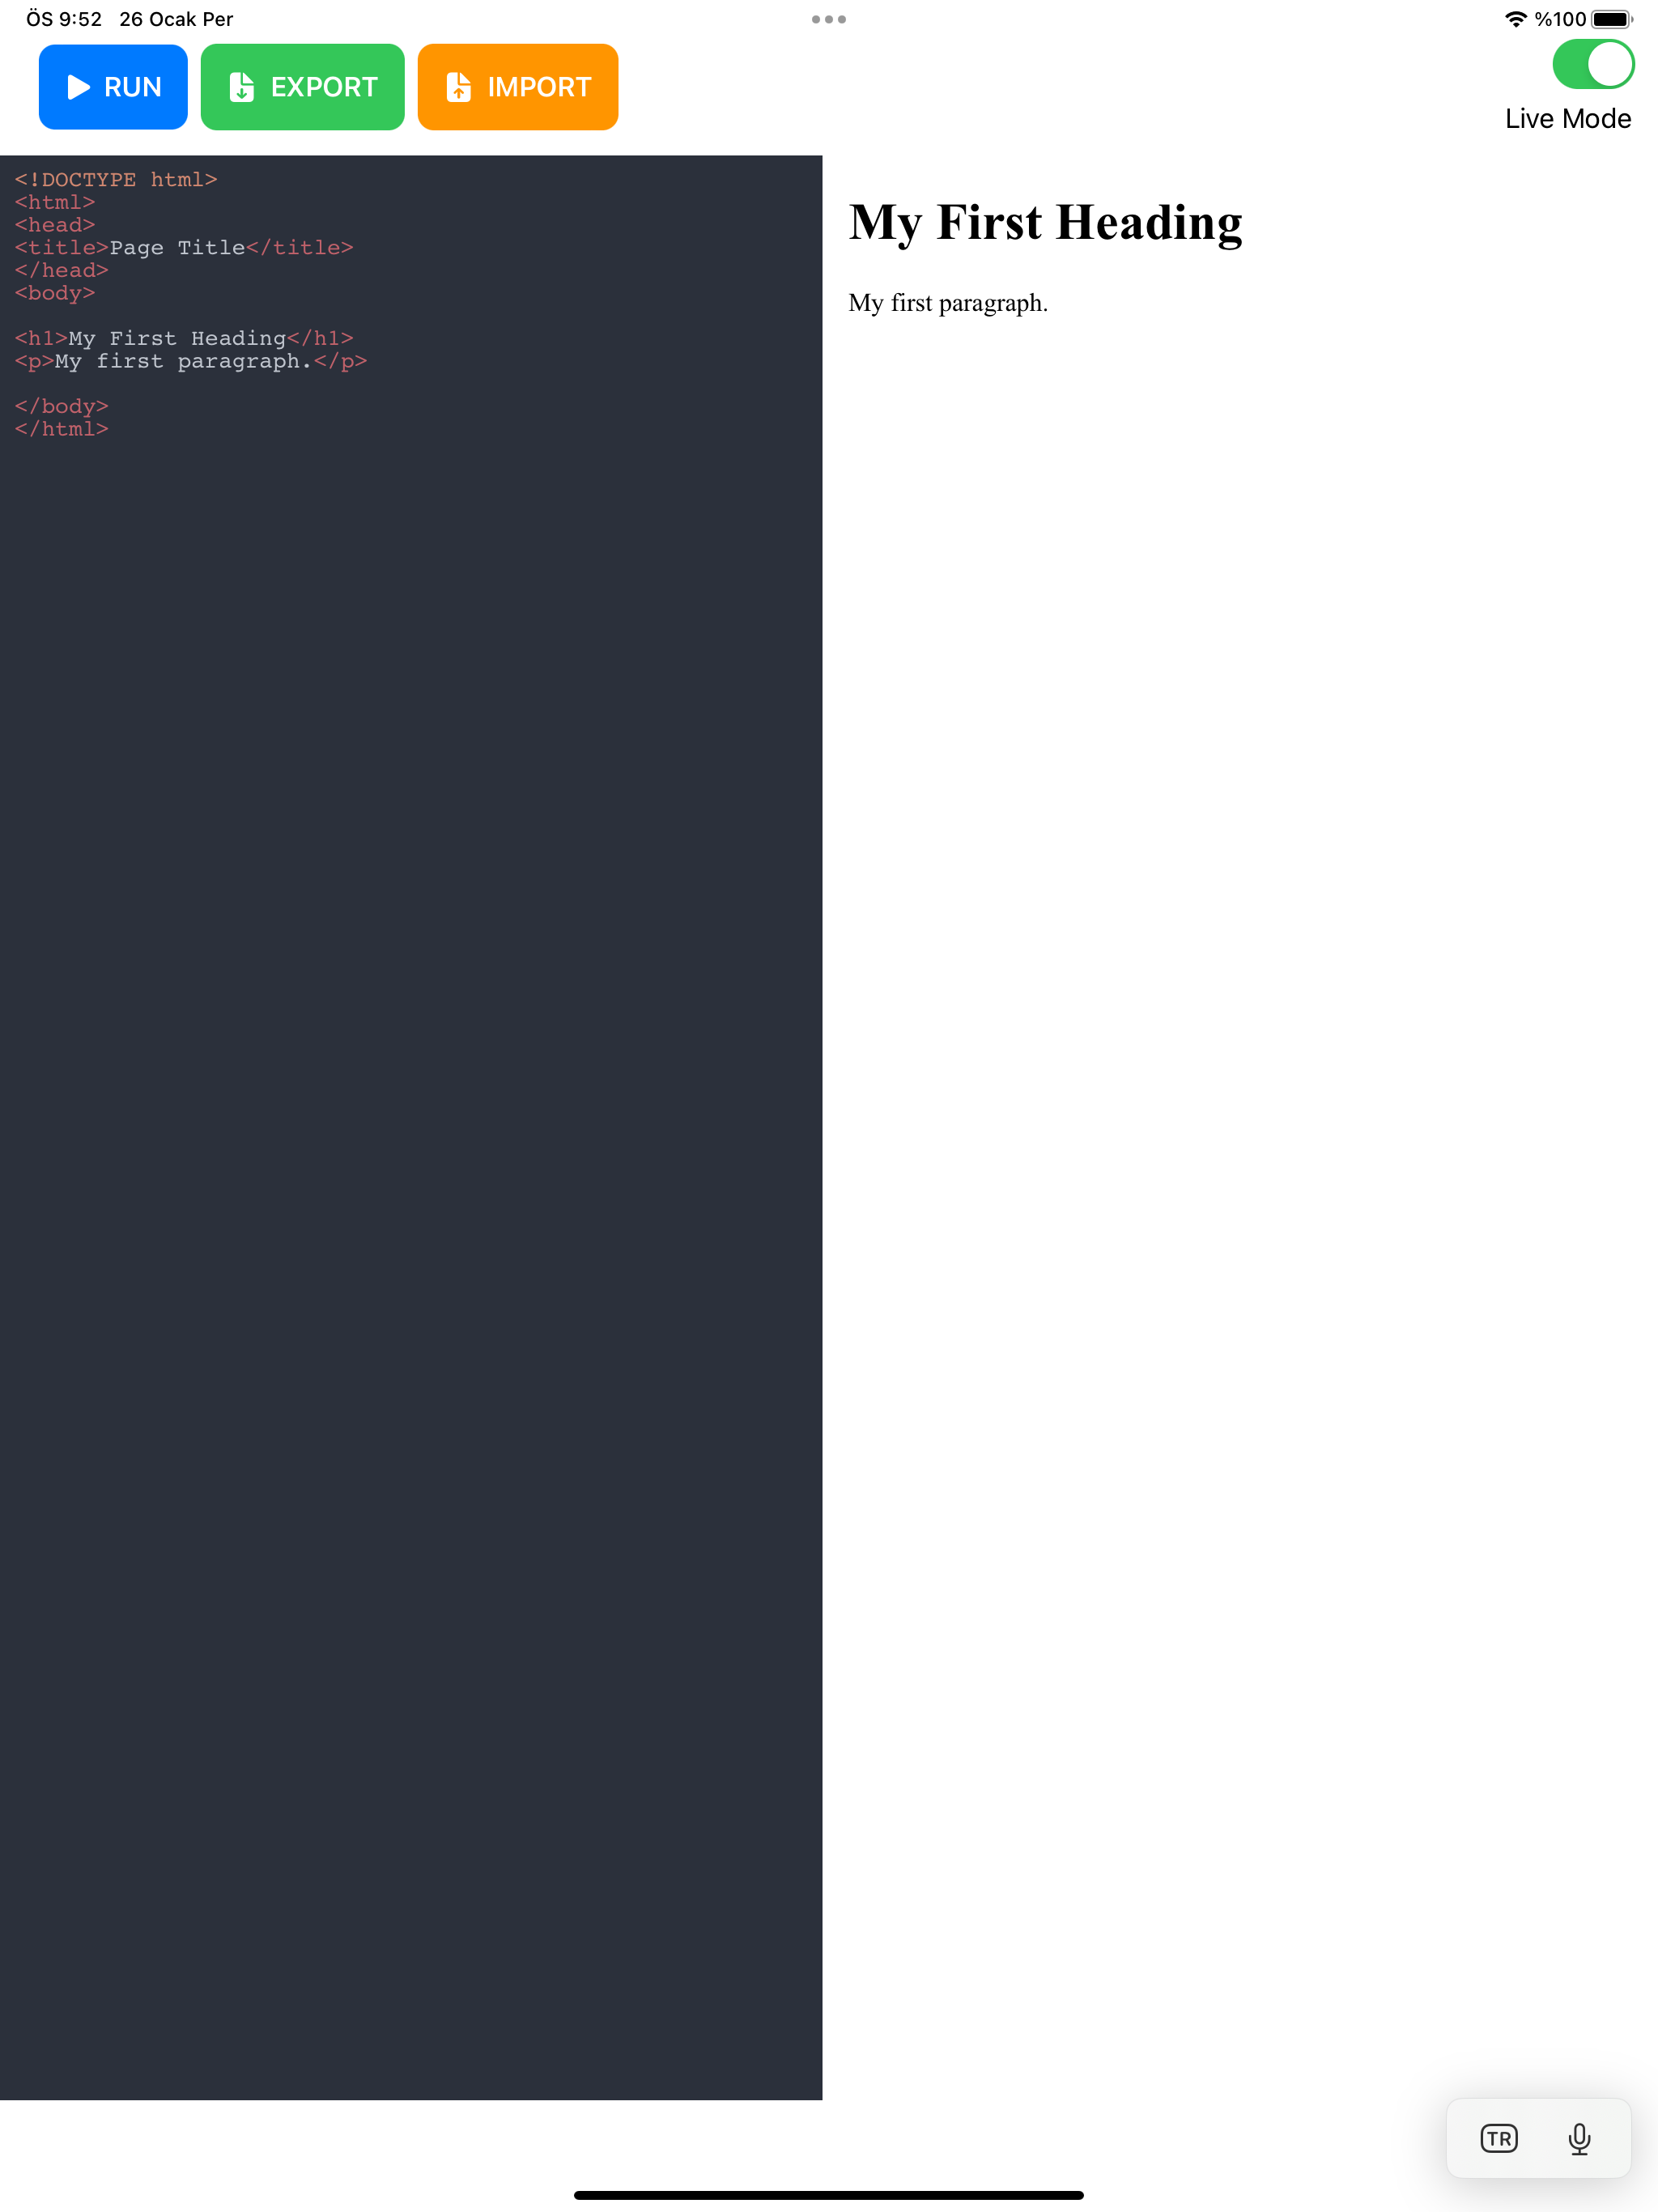 ÖS 9:52 26 Ocak Per
%100
RUN
EXPORT
IMPORT
Live Mode
<!DOCTYPE html>
<html>
<head>
<title>Page Title</title>
</head>
<body>
<h1>My First Heading</h1>
<p>My first paragraph.</p>
</body>
</html>
My First Heading
My first paragraph.
TR